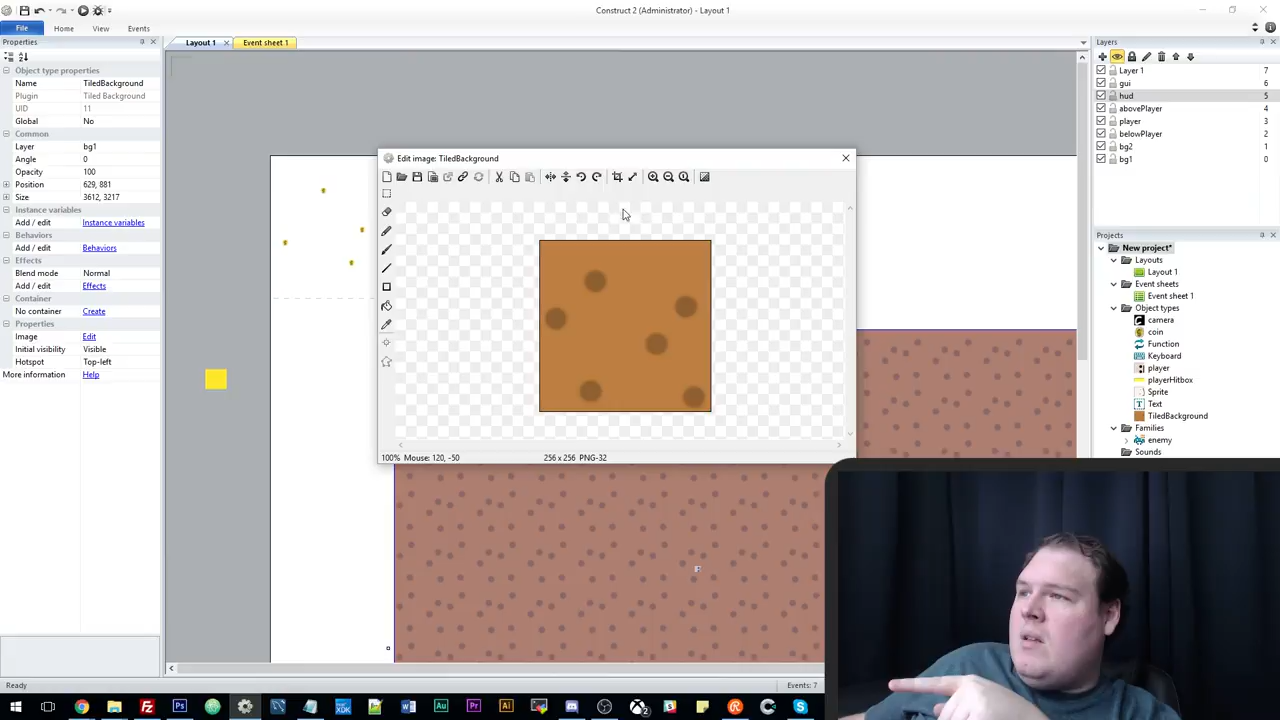 Construct 2 (Administrator) - Layout 1
File
Home
View
Events
Properties
Layout 1
Event sheet 1
Layers
Object type properties
Name TiledBackground
Plugin Tiled Background
UID 11
Global No
Common
Layer bg1
Angle 0
Opacity 100
Position 629, 881
Size 3612, 3217
Instance variables
Add / edit Instance variables
Behaviors
Add / edit Behaviors
Effects
Blend mode Normal
Add / edit Effects
Container
No container Create
Properties
Image Edit
Initial visibility Visible
Hotspot Top-left
More information Help
Edit image: TiledBackground
100% Mouse: 120, -50
256 x 256 PNG-32
Layer 1 7
gui 6
hud 5
abovePlayer 4
player 3
belowPlayer 2
bg2 1
bg1 0
Projects
New project*
Layouts
Layout 1
Event sheets
Event sheet 1
Object types
camera
coin
Function
Keyboard
player
playerHitbox
Sprite
Text
TiledBackground
Families
enemy
Sounds
Ready
Events: 7